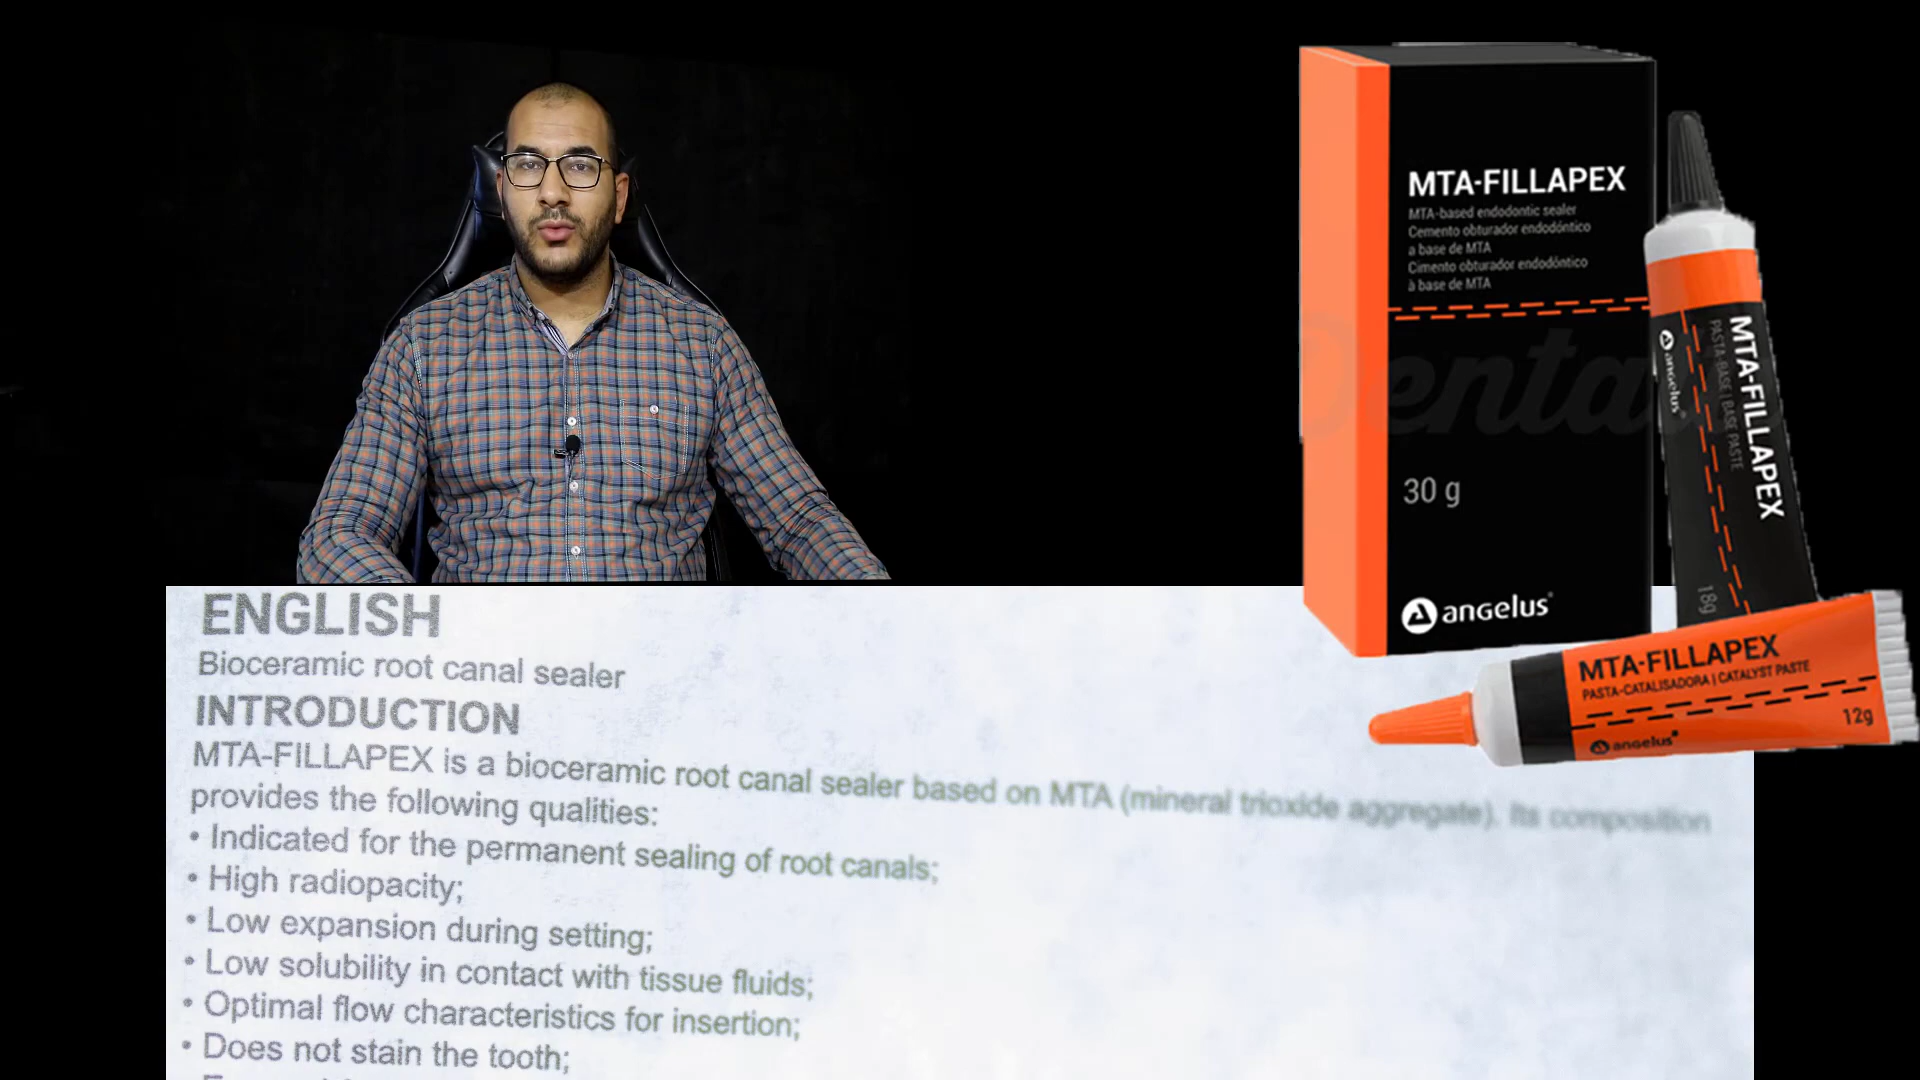 MTA-FILLAPEX
MTA-based endodontic sealer
Cemento obturador endodóntico
a base de MTA
Cimento obturador endodôntico
à base de MTA
Dental
30 g
angelus®
MTA-FILLAPEX
PASTA-BASE | BASE PASTE
angelus®
18g
MTA-FILLAPEX
PASTA-CATALISADORA | CATALYST PASTE
12g
angelus®
ENGLISH
Bioceramic root canal sealer
INTRODUCTION
MTA-FILLAPEX is a bioceramic root canal sealer based on MTA (mineral trioxide aggregate). Its composition
provides the following qualities:
• Indicated for the permanent sealing of root canals;
• High radiopacity;
• Low expansion during setting;
• Low solubility in contact with tissue fluids;
• Optimal flow characteristics for insertion;
• Does not stain the tooth;